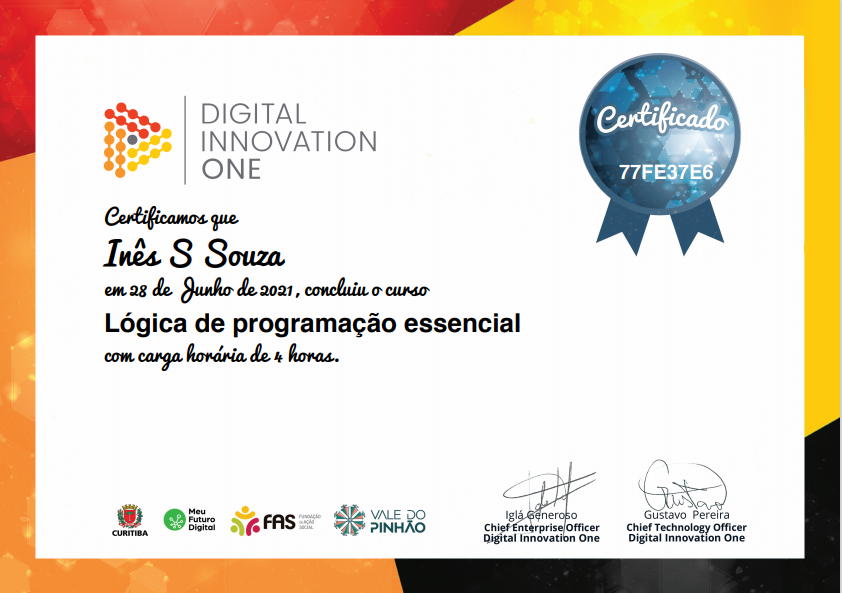 DIGITAL
INNOVATION
ONE
Certificado
77FE37E6
Certificamos que
Inês S Souza
em 28 de Junho de 2021, concluiu o curso
Lógica de programação essencial
com carga horária de 4 horas.
CURITIBA
Meu
Futuro
Digital
FAS
FUNDAÇÃO
DE AÇÃO
SOCIAL
VALE DO
PINHÃO
Iglá Generoso
Chief Enterprise Officer
Digital Innovation One
Gustavo
Gustavo Pereira
Chief Technology Officer
Digital Innovation One